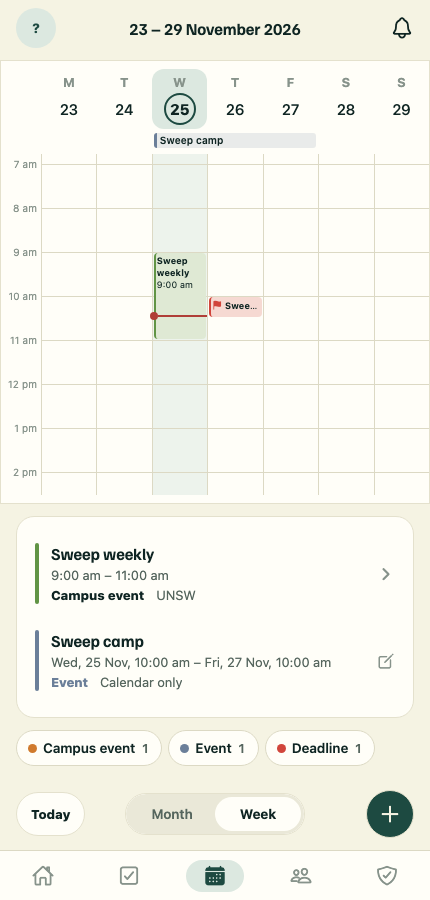 ?
23 – 29 November 2026
M T W T F S S
23 24 25 26 27 28 29
Sweep camp
7 am
8 am
9 am
Sweep
weekly
9:00 am
10 am
Swee...
11 am
12 pm
1 pm
2 pm
Sweep weekly
9:00 am – 11:00 am
Campus event UNSW
Sweep camp
Wed, 25 Nov, 10:00 am – Fri, 27 Nov, 10:00 am
Event Calendar only
Campus event 1 Event 1 Deadline 1
Today Month Week